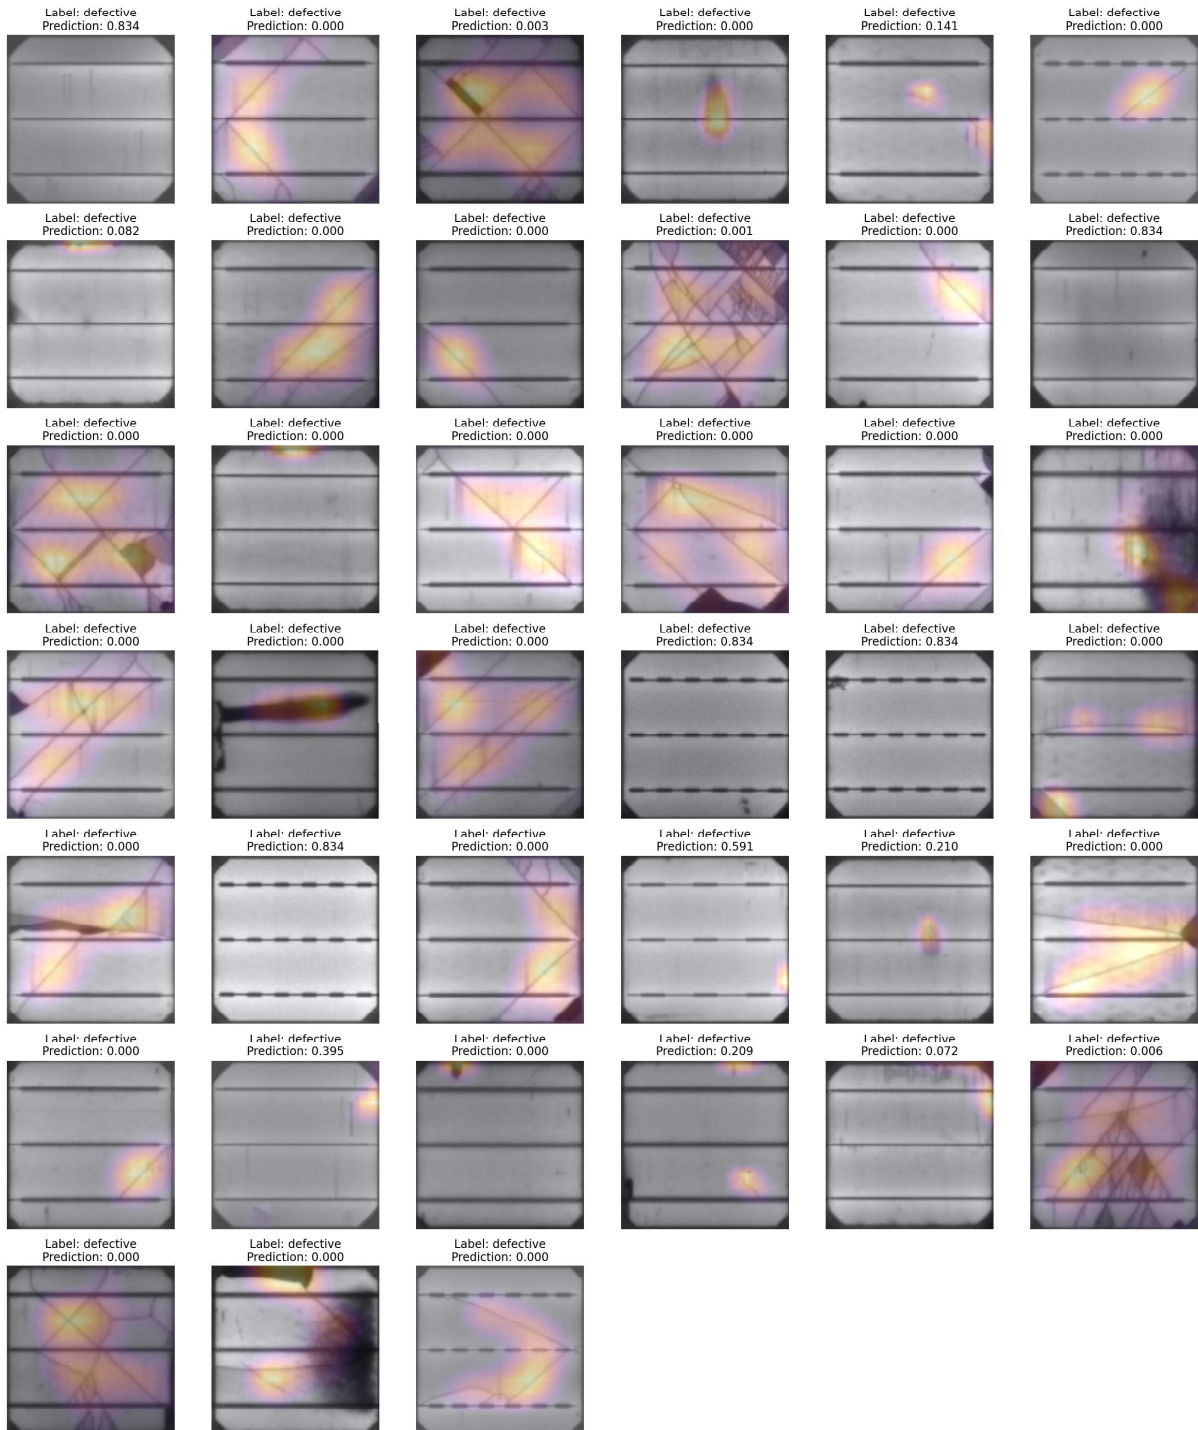 Label: defective
Prediction: 0.834
Label: defective
Prediction: 0.000
Label: defective
Prediction: 0.003
Label: defective
Prediction: 0.000
Label: defective
Prediction: 0.141
Label: defective
Prediction: 0.000
Label: defective
Prediction: 0.082
Label: defective
Prediction: 0.000
Label: defective
Prediction: 0.000
Label: defective
Prediction: 0.001
Label: defective
Prediction: 0.000
Label: defective
Prediction: 0.834
Label: defective
Prediction: 0.000
Label: defective
Prediction: 0.000
Label: defective
Prediction: 0.000
Label: defective
Prediction: 0.000
Label: defective
Prediction: 0.000
Label: defective
Prediction: 0.000
Label: defective
Prediction: 0.000
Label: defective
Prediction: 0.000
Label: defective
Prediction: 0.000
Label: defective
Prediction: 0.834
Label: defective
Prediction: 0.834
Label: defective
Prediction: 0.000
Label: defective
Prediction: 0.000
Label: defective
Prediction: 0.834
Label: defective
Prediction: 0.000
Label: defective
Prediction: 0.591
Label: defective
Prediction: 0.210
Label: defective
Prediction: 0.000
Label: defective
Prediction: 0.000
Label: defective
Prediction: 0.395
Label: defective
Prediction: 0.000
Label: defective
Prediction: 0.209
Label: defective
Prediction: 0.072
Label: defective
Prediction: 0.006
Label: defective
Prediction: 0.000
Label: defective
Prediction: 0.000
Label: defective
Prediction: 0.000